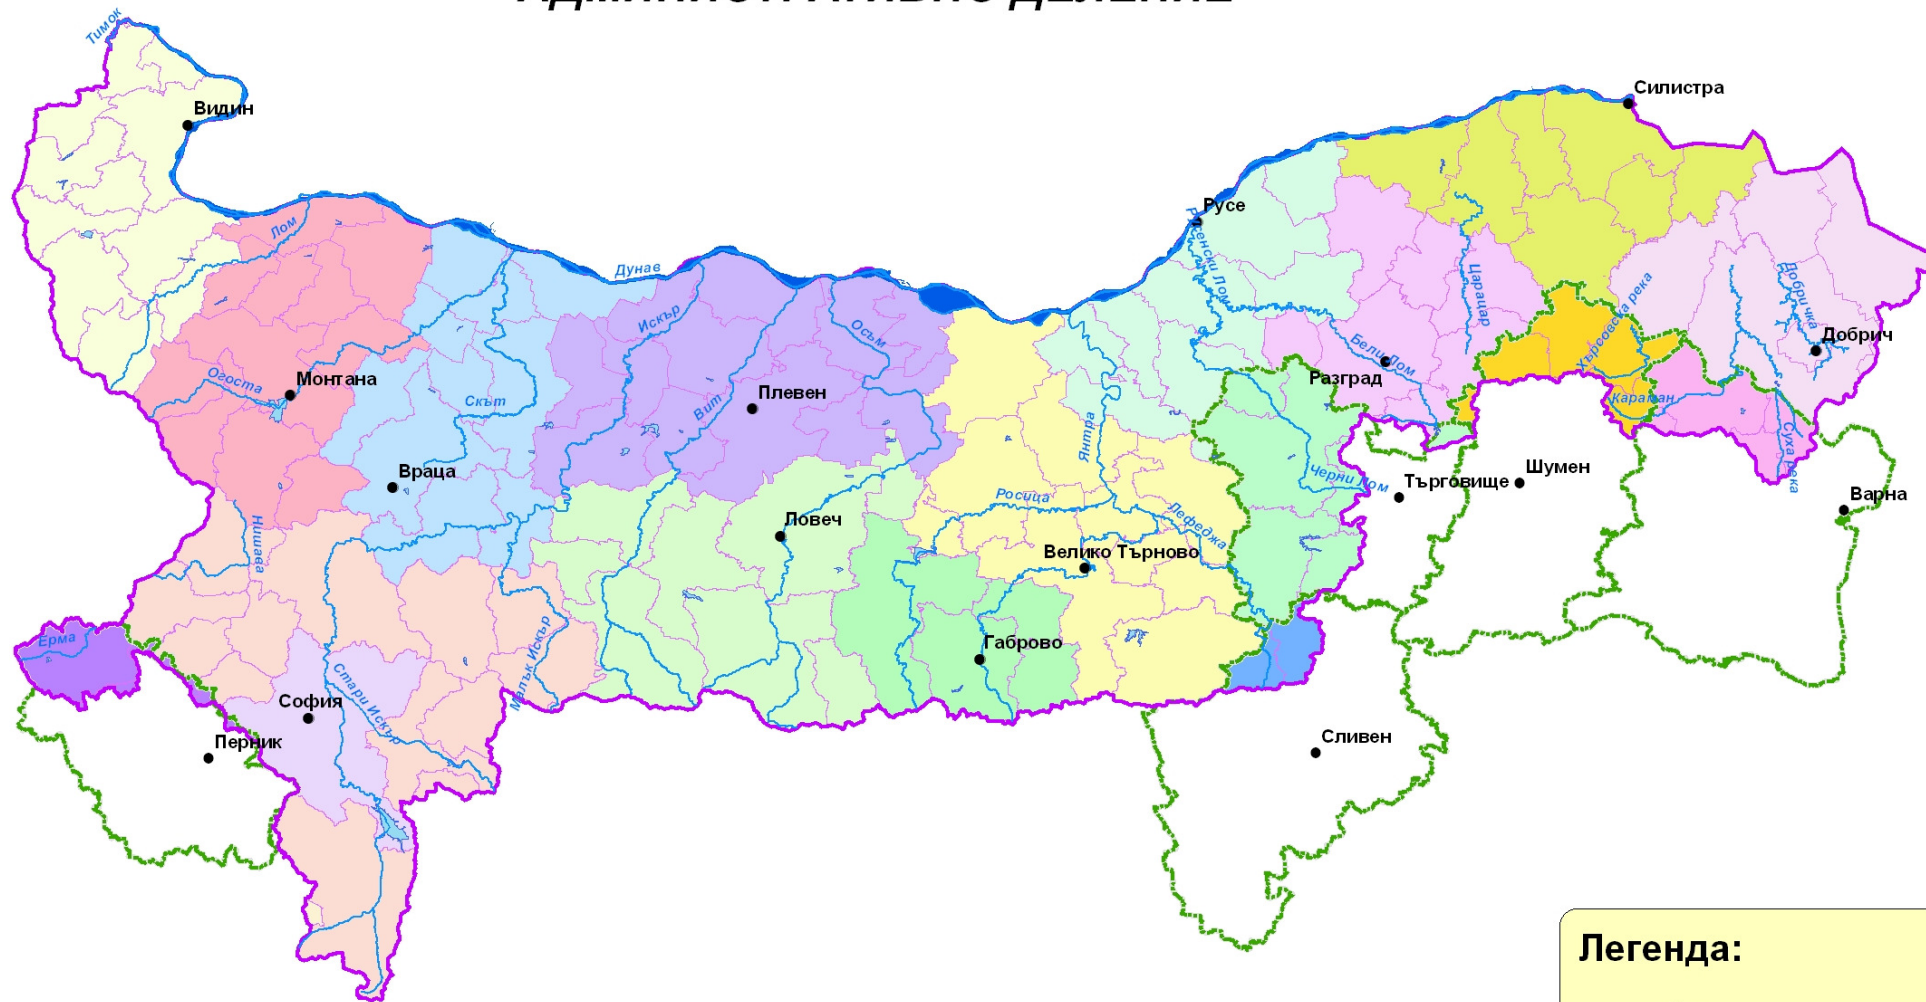 Тимок
Видин
Силистра
Русе
Лом
Дунав
Русенски Лом
Искър
Осъм
Царацар
Хърсовска река
Добричка
Добрич
Бели Лом
Разград
Огоста
Монтана
Скът
Вит
Плевен
Янтра
Караман
Суха река
Враца
Черни Лом
Търговище
Шумен
Варна
Нишава
Ловеч
Росица
Лефеджа
Велико Търново
Ерма
Малък Искър
Габрово
Стари Искър
София
Перник
Сливен
Легенда: